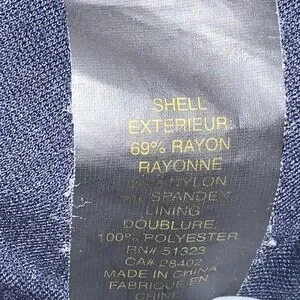 SHELL
EXTERIEUR:
69% RAYON
RAYONNE
NYLON
SPANDEX
LINING
DOUBLURE:
100% POLYESTER
RN# 51323
CA# 28402
MADE IN CHINA
FABRIQUE EN
CHINE